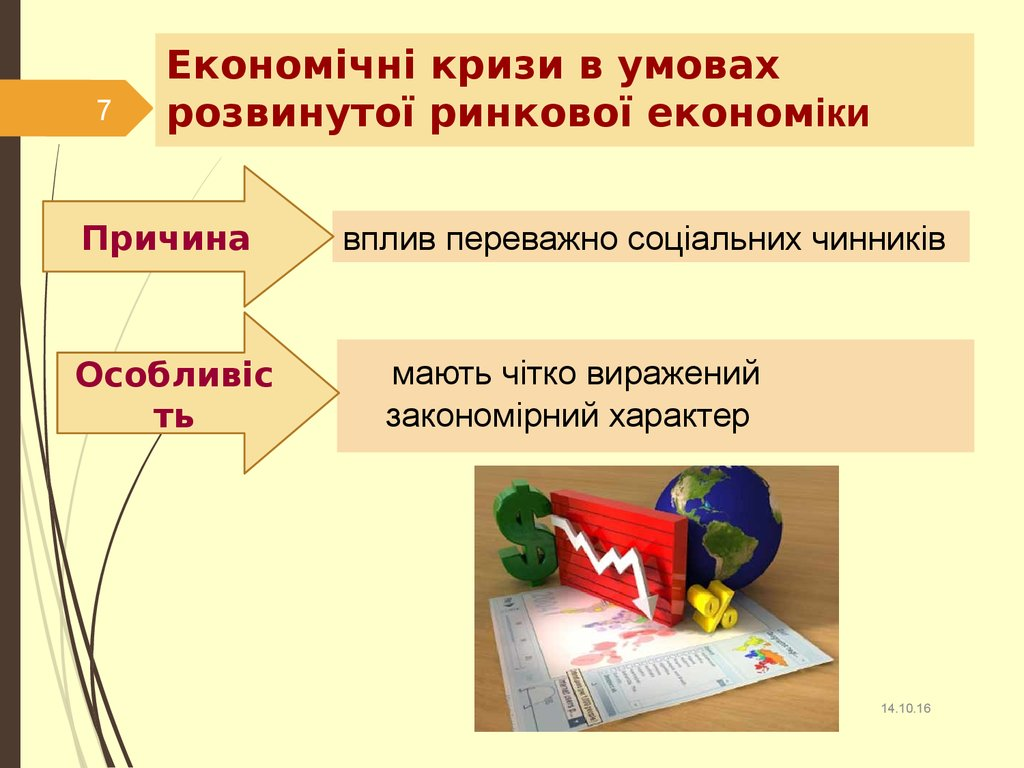 Економічні кризи в умовах
розвинутої ринкової економіки
7
Причина
вплив переважно соціальних чинників
Особливіс
ть
мають чітко виражений
закономірний характер
14.10.16